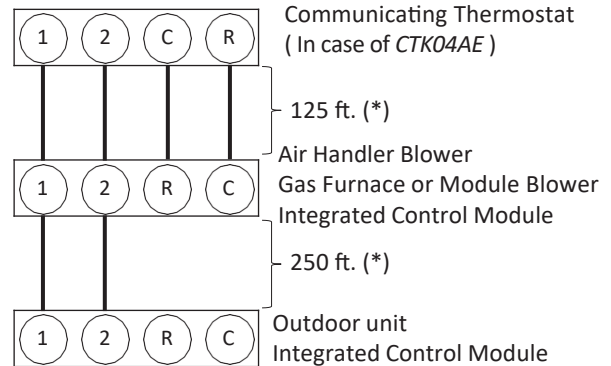 Communicating Thermostat
1 2 C R
( In case of CTK04AE )
125 ft. (*)
Air Handler Blower
1 2 R C
Gas Furnace or Module Blower
Integrated Control Module
250 ft. (*)
Outdoor unit
1 2 R C
Integrated Control Module